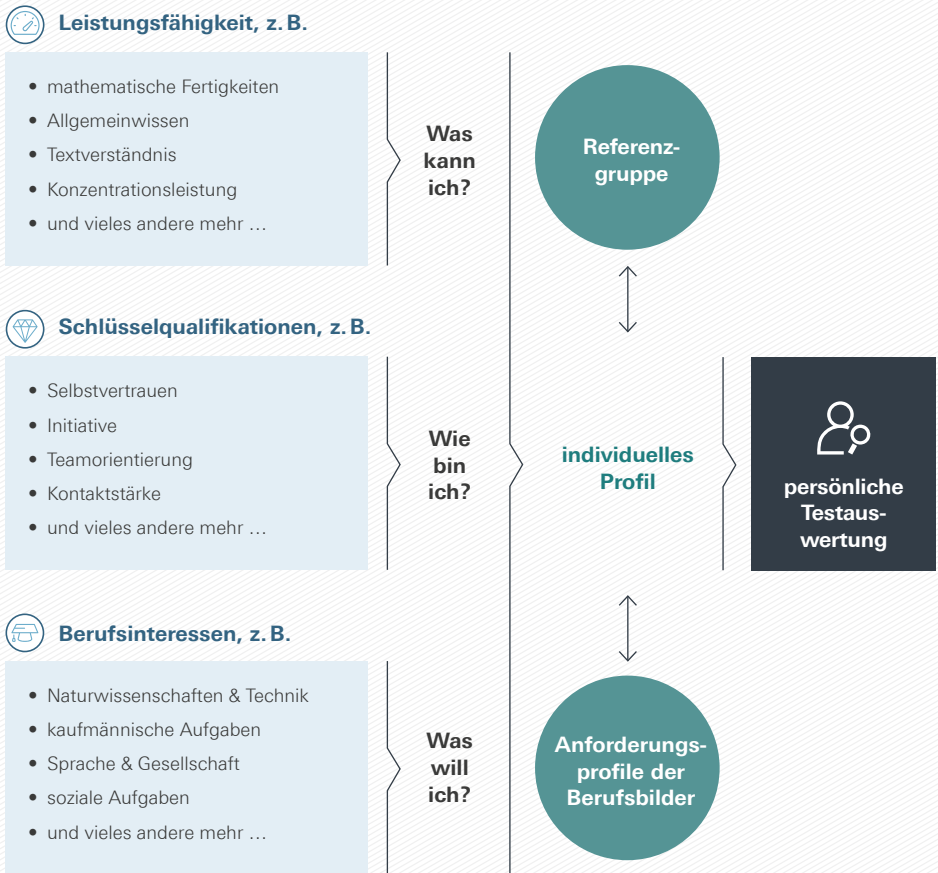 Leistungsfähigkeit, z. B.
• mathematische Fertigkeiten
• Allgemeinwissen
• Textverständnis
• Konzentrationsleistung
• und vieles andere mehr …
Was
kann
ich?
Schlüsselqualifikationen, z. B.
• Selbstvertrauen
• Initiative
• Teamorientierung
• Kontaktstärke
• und vieles andere mehr …
Wie
bin
ich?
Berufsinteressen, z. B.
• Naturwissenschaften & Technik
• kaufmännische Aufgaben
• Sprache & Gesellschaft
• soziale Aufgaben
• und vieles andere mehr …
Was
will
ich?
Referenz-
gruppe
individuelles
Profil
Anforderungs-
profile der
Berufsbilder
persönliche
Testaus-
wertung